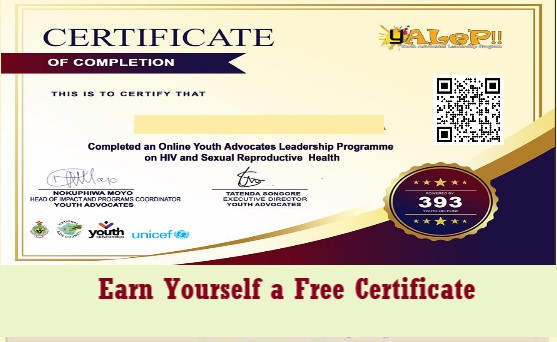 CERTIFICATE
OF COMPLETION
yALeP!!
Youth Advocates Leadership Program
THIS IS TO CERTIFY THAT
Completed an Online Youth Advocates Leadership Programme
on HIV and Sexual Reproductive Health
NOKUPHIWA MOYO
HEAD OF IMPACT AND PROGRAMS COORDINATOR
YOUTH ADVOCATES
TATENDA SONGORE
EXECUTIVE DIRECTOR
YOUTH ADVOCATES
POWERED BY
393
youth
unicef
Earn Yourself a Free Certificate